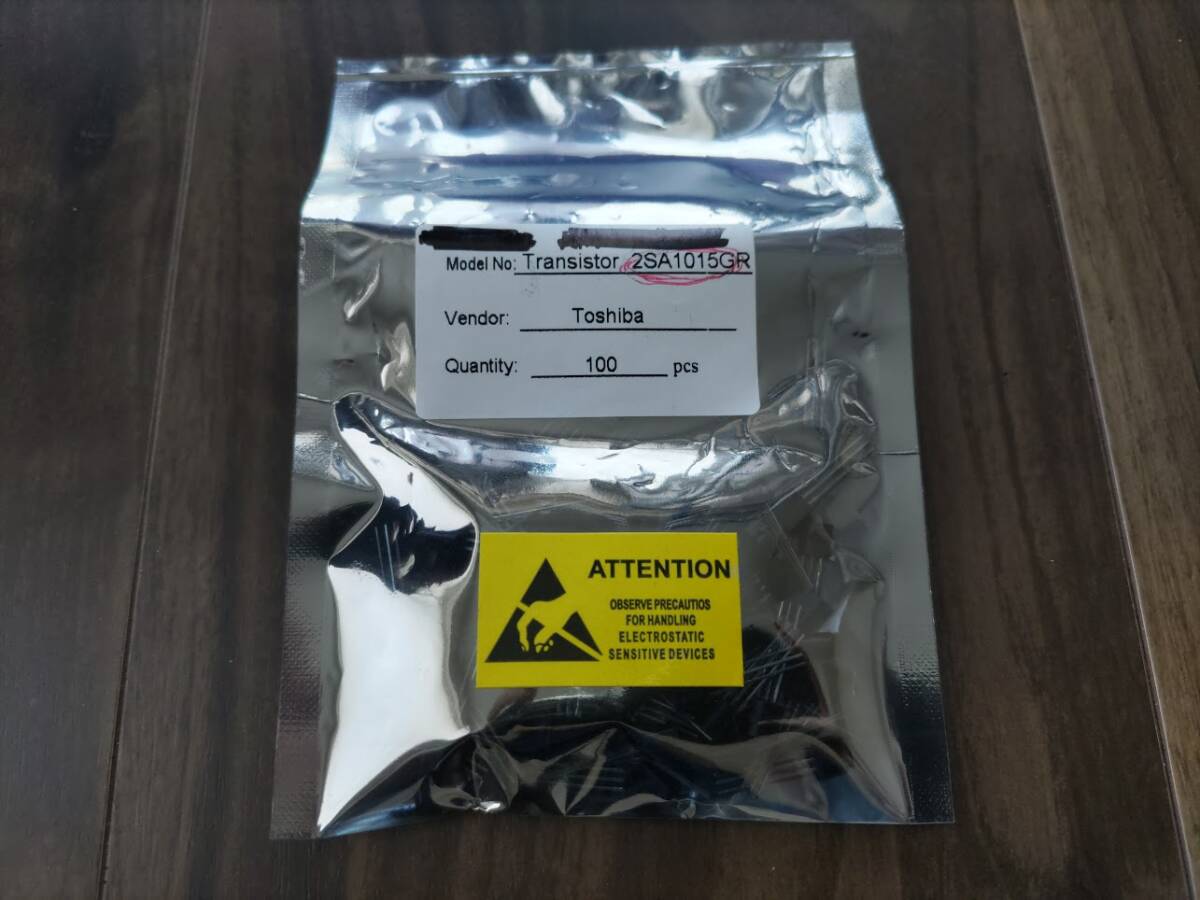 Model No: Transistor 2SA1015GR
Vendor: Toshiba
Quantity: 100 pcs
ATTENTION
OBSERVE PRECAUTIOS
FOR HANDLING
ELECTROSTATIC
SENSITIVE DEVICES